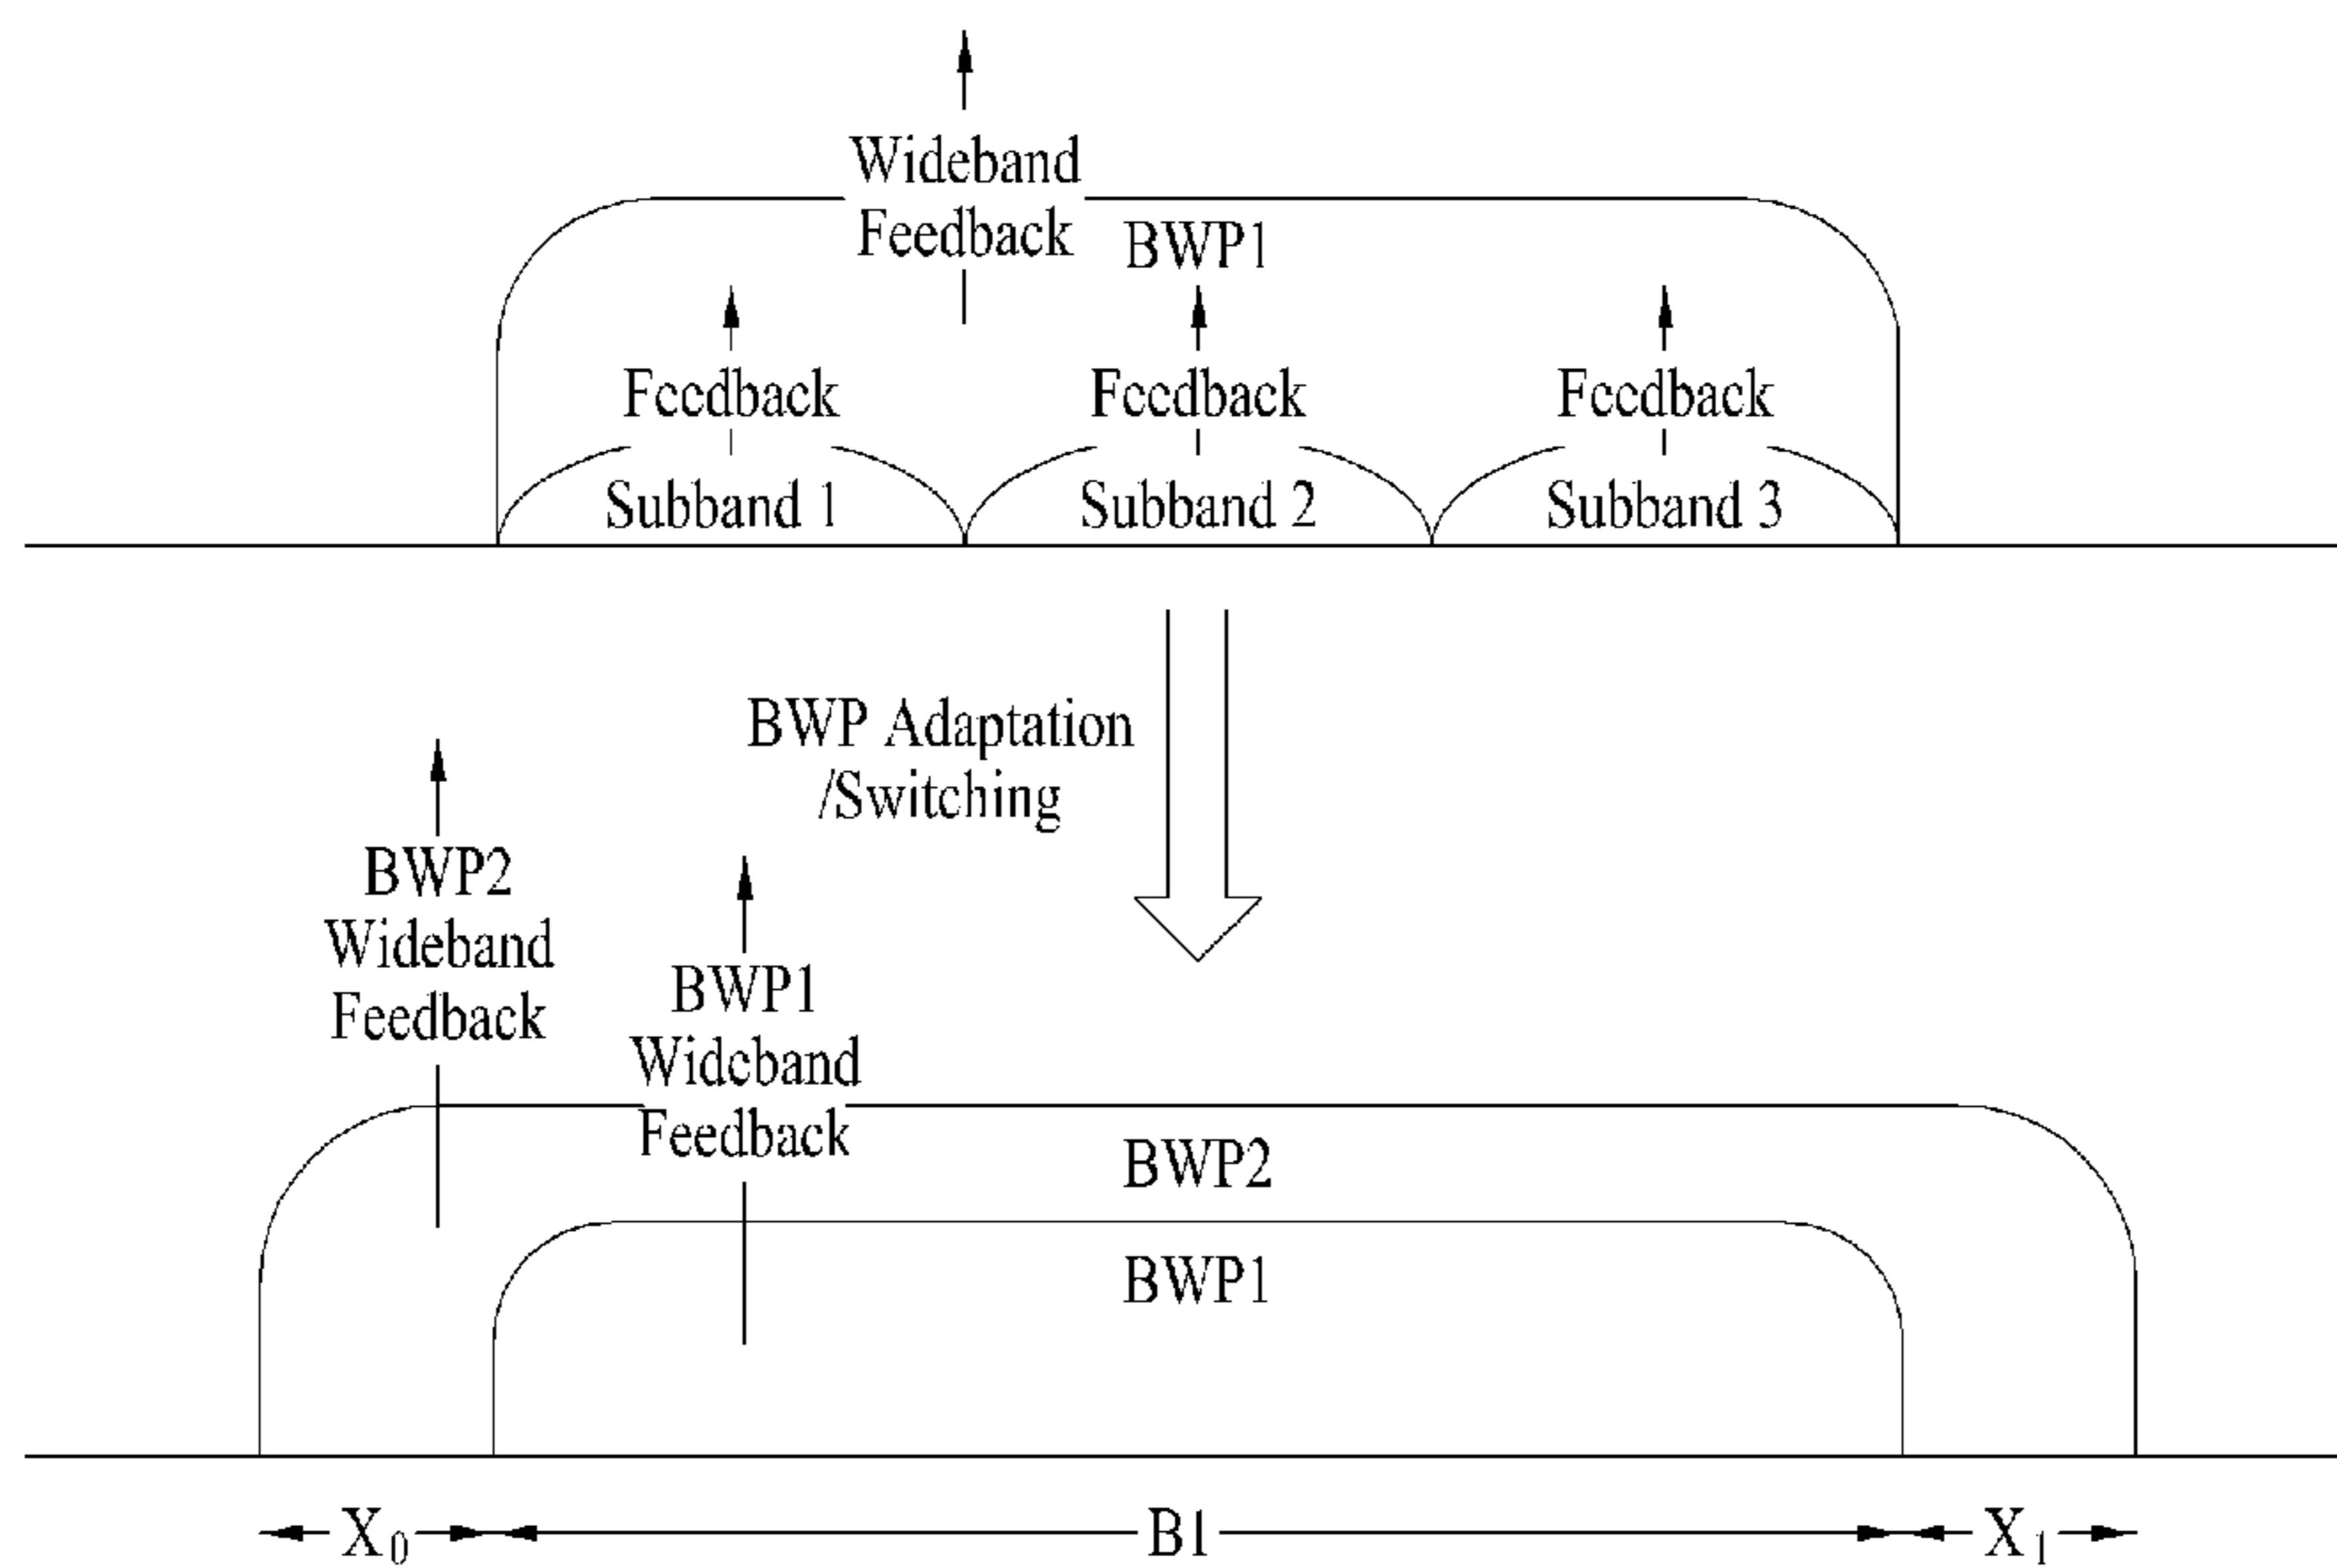 Wideband
Feedback
BWP1
Feedback
Feedback
Feedback
Subband 1
Subband 2
Subband 3
BWP Adaptation
/Switching
BWP2
Wideband
Feedback
BWP1
Wideband
Feedback
BWP2
BWP1
X₀
B1
X₁